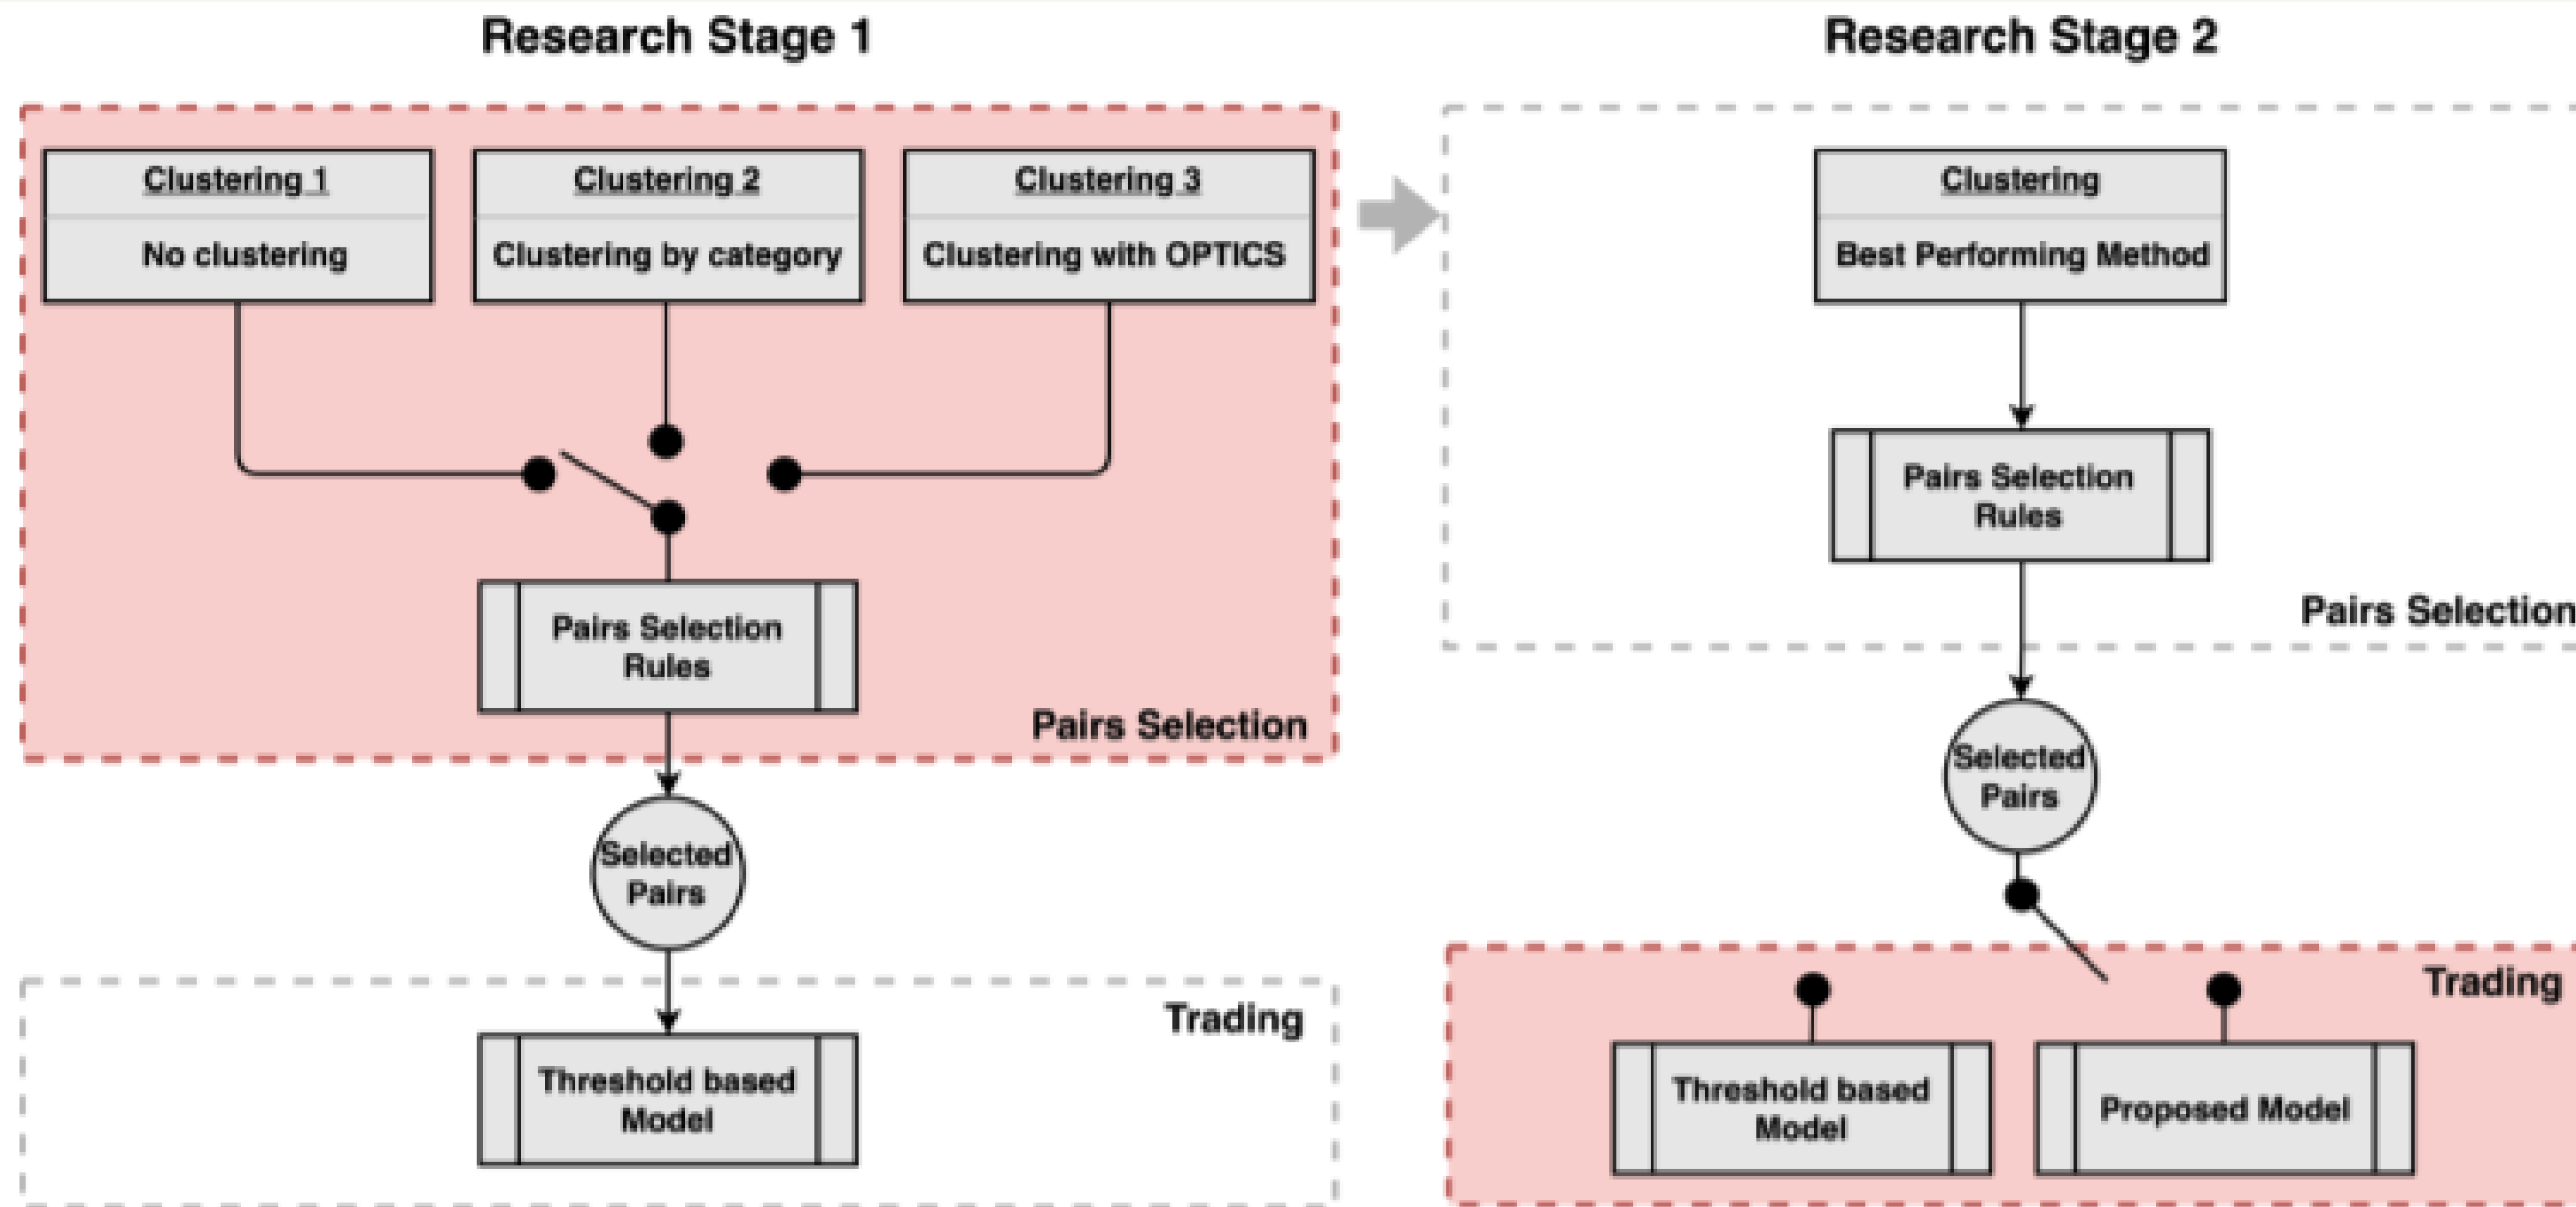 Research Stage 1
Clustering 1
No clustering
Clustering 2
Clustering by category
Clustering 3
Clustering with OPTICS
Pairs Selection
Rules
Pairs Selection
Selected
Pairs
Trading
Threshold based
Model
Research Stage 2
Clustering
Best Performing Method
Pairs Selection
Rules
Pairs Selection
Selected
Pairs
Trading
Threshold based
Model
Proposed Model